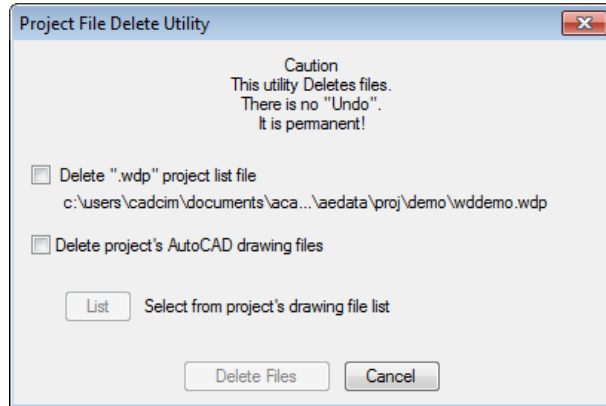 Project File Delete Utility
Caution
This utility Deletes files.
There is no "Undo".
It is permanent!
Delete ".wdp" project list file
c:\users\cadcim\documents\aca...\aedata\proj\demo\wddemo.wdp
Delete project's AutoCAD drawing files
List Select from project's drawing file list
Delete Files Cancel